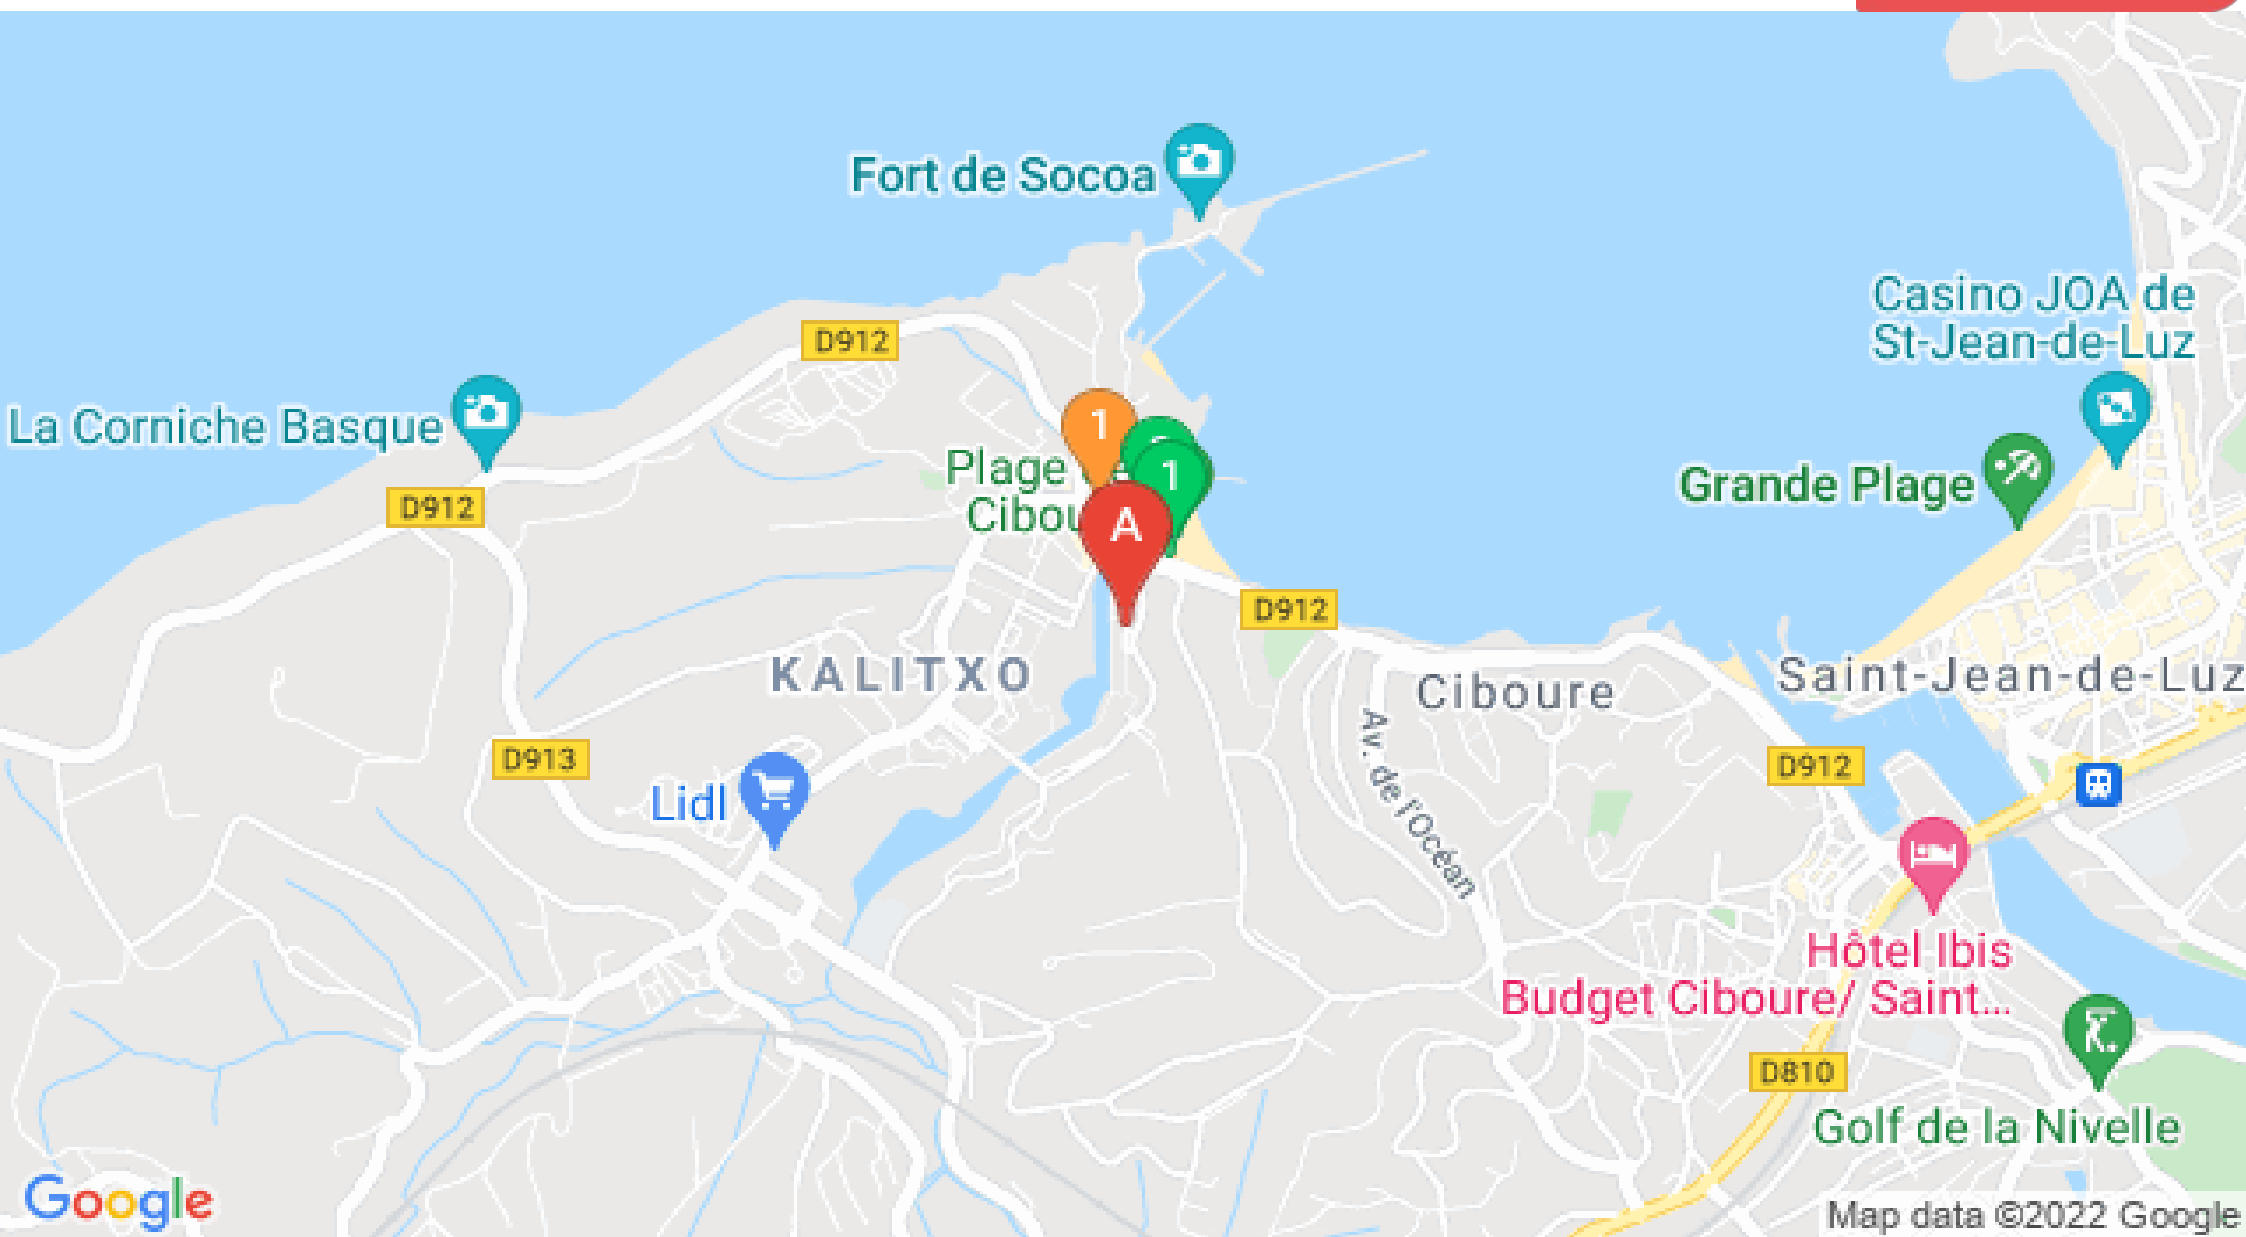 Fort de Socoa
Casino JOA de
St-Jean-de-Luz
D912
La Corniche Basque
1
Plage
1
Grande Plage
D912
Cibou
A
D912
KALITXO
Ciboure
Saint-Jean-de-Luz
Av. de l'Océan
D913
D912
Lidl
Hôtel Ibis
Budget Ciboure/ Saint...
D810
Golf de la Nivelle
Google
Map data ©2022 Google